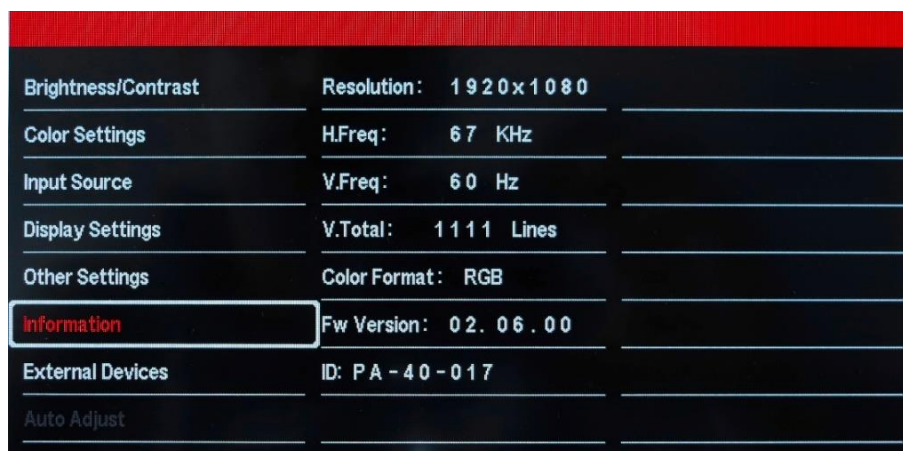 Brightness/Contrast
Resolution: 1920x1080
Color Settings
H.Freq: 67 KHz
Input Source
V.Freq: 60 Hz
Display Settings
V.Total: 1111 Lines
Other Settings
Color Format: RGB
Information
Fw Version: 02.06.00
External Devices
ID: PA-40-017
Auto Adjust